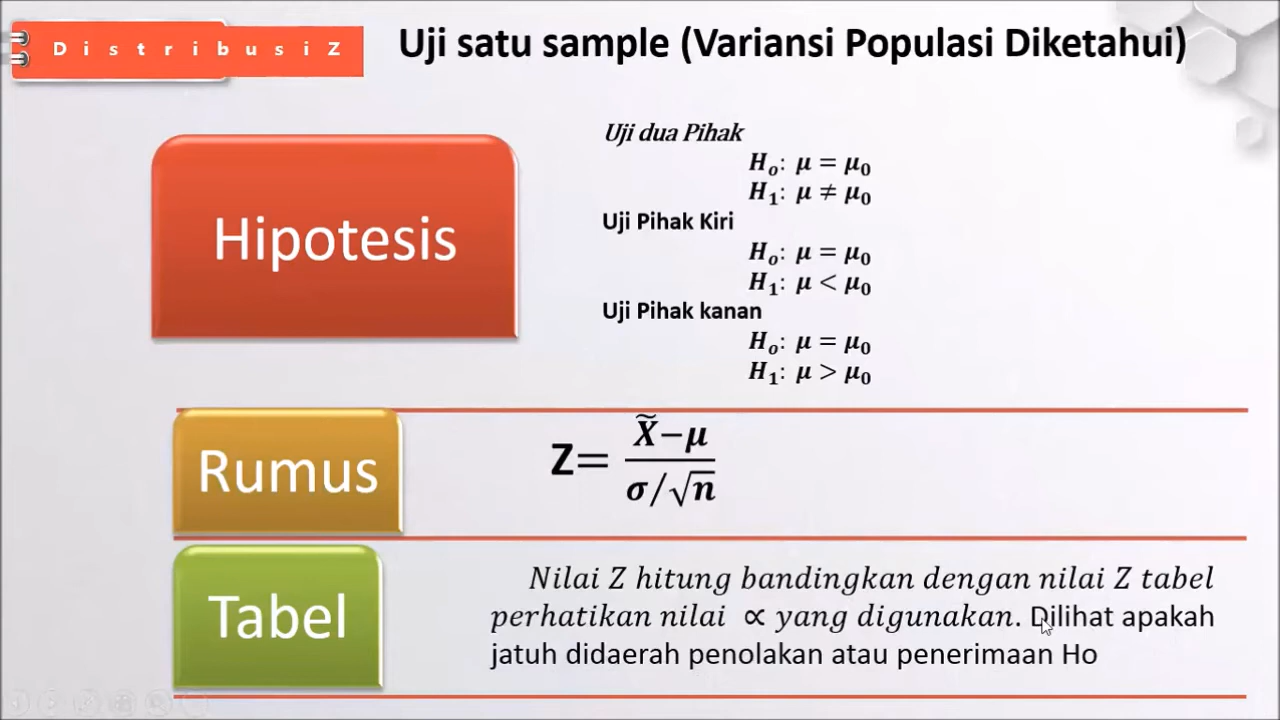 D i s t r i b u s i Z
Uji satu sample (Variansi Populasi Diketahui)
Hipotesis
Uji dua Pihak
Hₒ: μ = μ₀
H₁: μ ≠ μ₀
Uji Pihak Kiri
Hₒ: μ = μ₀
H₁: μ < μ₀
Uji Pihak kanan
Hₒ: μ = μ₀
H₁: μ > μ₀
Rumus
Z= (X̃−μ) / (σ/√n)
Tabel
Nilai Z hitung bandingkan dengan nilai Z tabel
perhatikan nilai ∝ yang digunakan. Dilihat apakah
jatuh didaerah penolakan atau penerimaan Ho